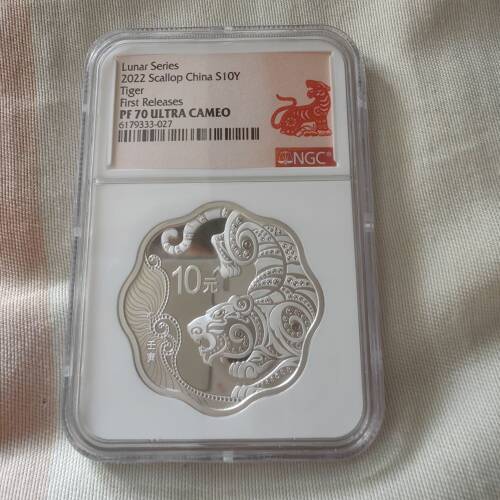 Lunar Series
2022 Scallop China S10Y
Tiger
First Releases
PF 70 ULTRA CAMEO
6179333-027
NGC
10元
壬寅